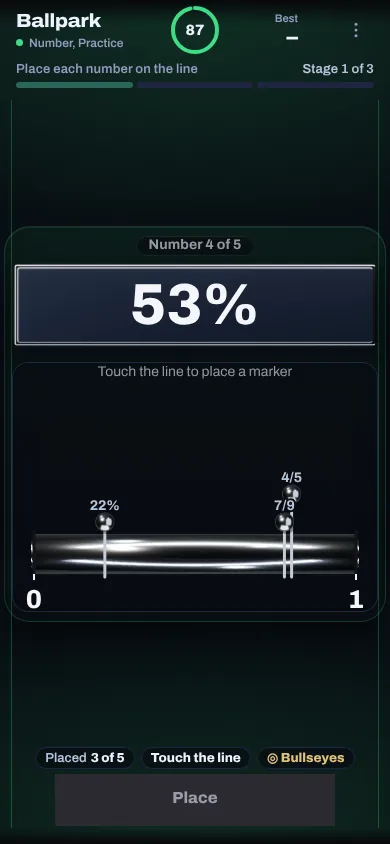 Ballpark
Number, Practice
87
Best
–
Place each number on the line
Stage 1 of 3
Number 4 of 5
53%
Touch the line to place a marker
4/5
22%
7/9
0
1
Placed 3 of 5
Touch the line
◎ Bullseyes
Place